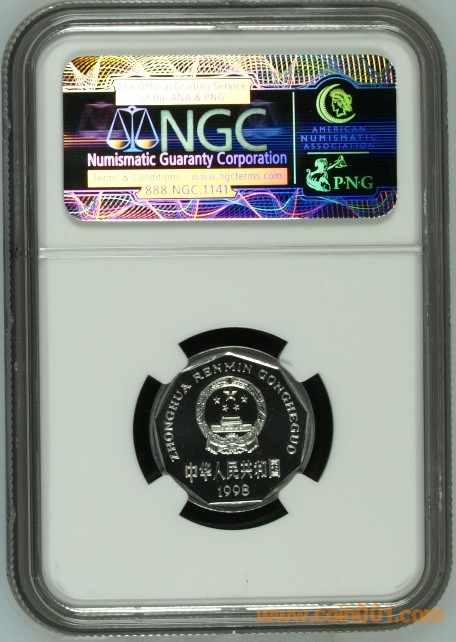 The Official Grading Service
of the ANA & PNG
NGC
Numismatic Guaranty Corporation
Terms & Conditions – www.ngcterms.com
888.NGC.1141
AMERICAN
NUMISMATIC
ASSOCIATION
P·N·G
ZHONGHUA RENMIN GONGHEGUO
中华人民共和国
1998
www.coin001.com